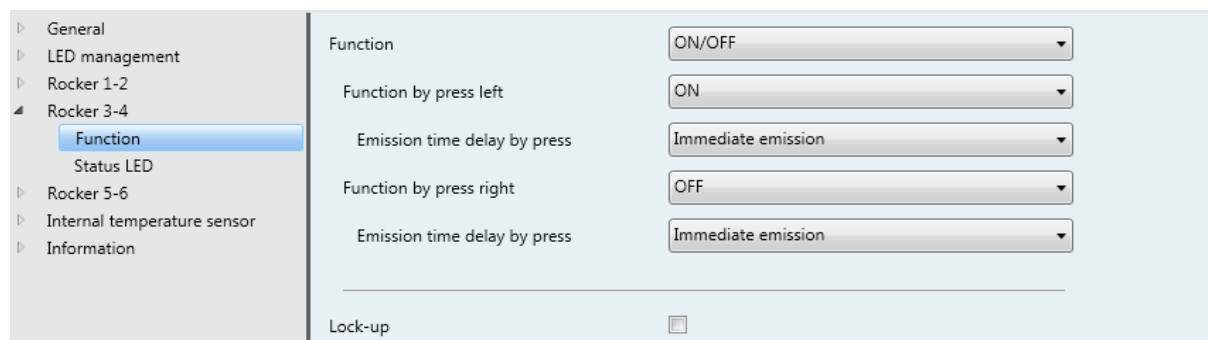 General
LED management
Rocker 1-2
Rocker 3-4
Function
Status LED
Rocker 5-6
Internal temperature sensor
Information
Function ON/OFF
Function by press left ON
Emission time delay by press Immediate emission
Function by press right OFF
Emission time delay by press Immediate emission
Lock-up